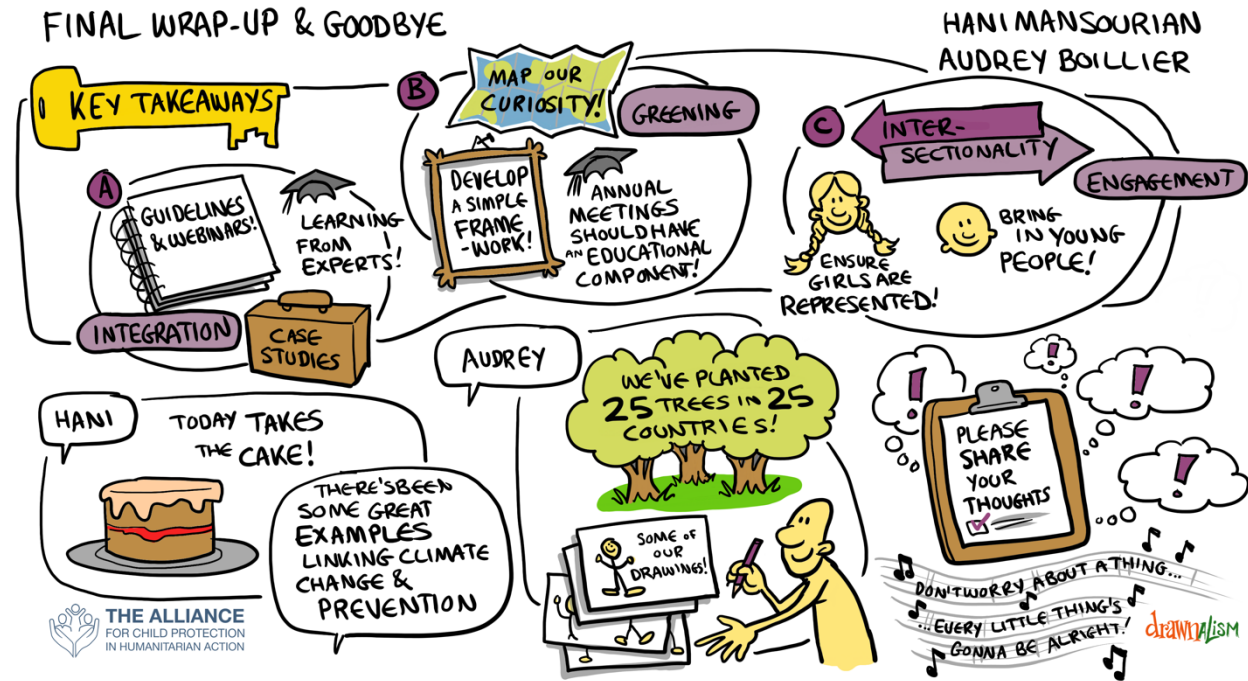 FINAL WRAP-UP & GOODBYE
HANI MANSOURIAN
AUDREY BOILLIER
KEY TAKEAWAYS
A
GUIDELINES
& WEBINARS!
LEARNING
FROM
EXPERTS!
INTEGRATION
CASE
STUDIES
B
MAP OUR
CURIOSITY!
GREENING
DEVELOP
A SIMPLE
FRAME
-WORK!
ANNUAL
MEETINGS
SHOULD HAVE
AN EDUCATIONAL
COMPONENT!
C
INTER-
SECTIONALITY
ENGAGEMENT
ENSURE
GIRLS ARE
REPRESENTED!
BRING
IN YOUNG
PEOPLE!
HANI
TODAY TAKES
THE CAKE!
THERE'S BEEN
SOME GREAT
EXAMPLES
LINKING CLIMATE
CHANGE &
PREVENTION
AUDREY
WE'VE PLANTED
25 TREES IN 25
COUNTRIES!
SOME OF
OUR
DRAWINGS!
!
!
!
!
PLEASE
SHARE
YOUR
THOUGHTS
DON'T WORRY ABOUT A THING...
...EVERY LITTLE THING'S
GONNA BE ALRIGHT!
THE ALLIANCE
FOR CHILD PROTECTION
IN HUMANITARIAN ACTION
drawnalism